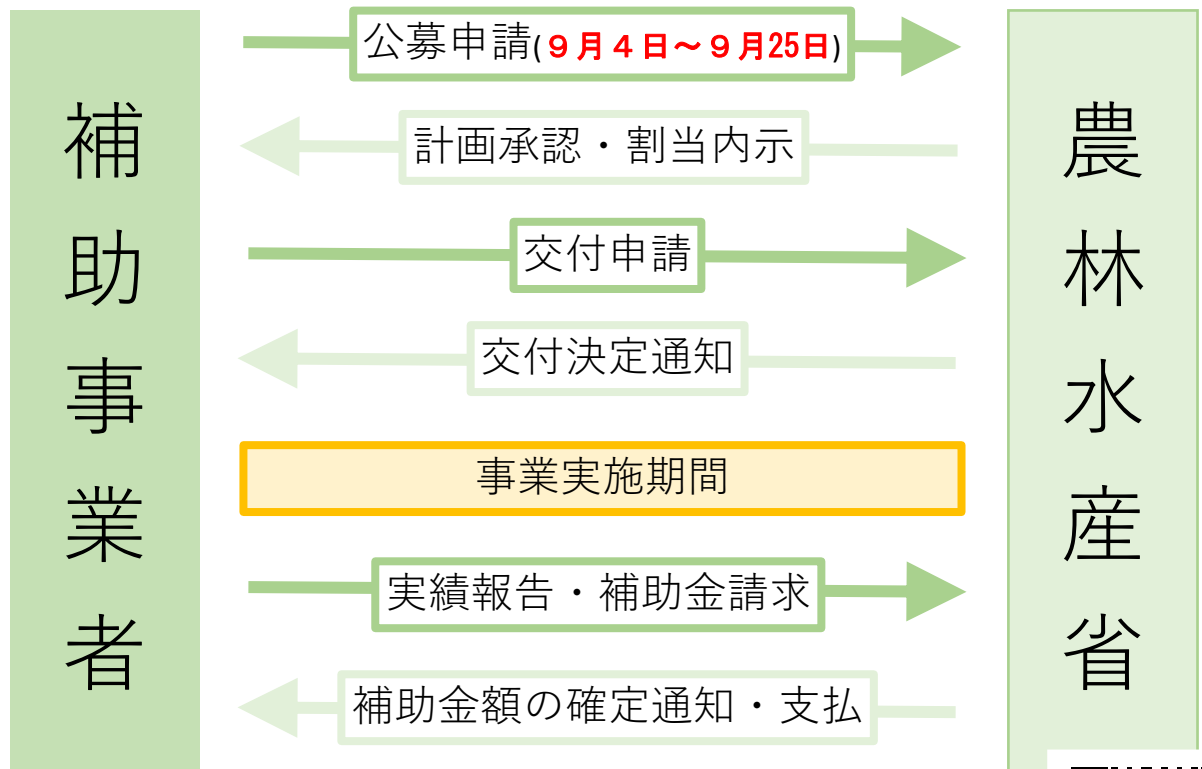 補助事業者
公募申請(９月４日～９月25日)
計画承認・割当内示
交付申請
交付決定通知
事業実施期間
実績報告・補助金請求
補助金額の確定通知・支払
農林水産省